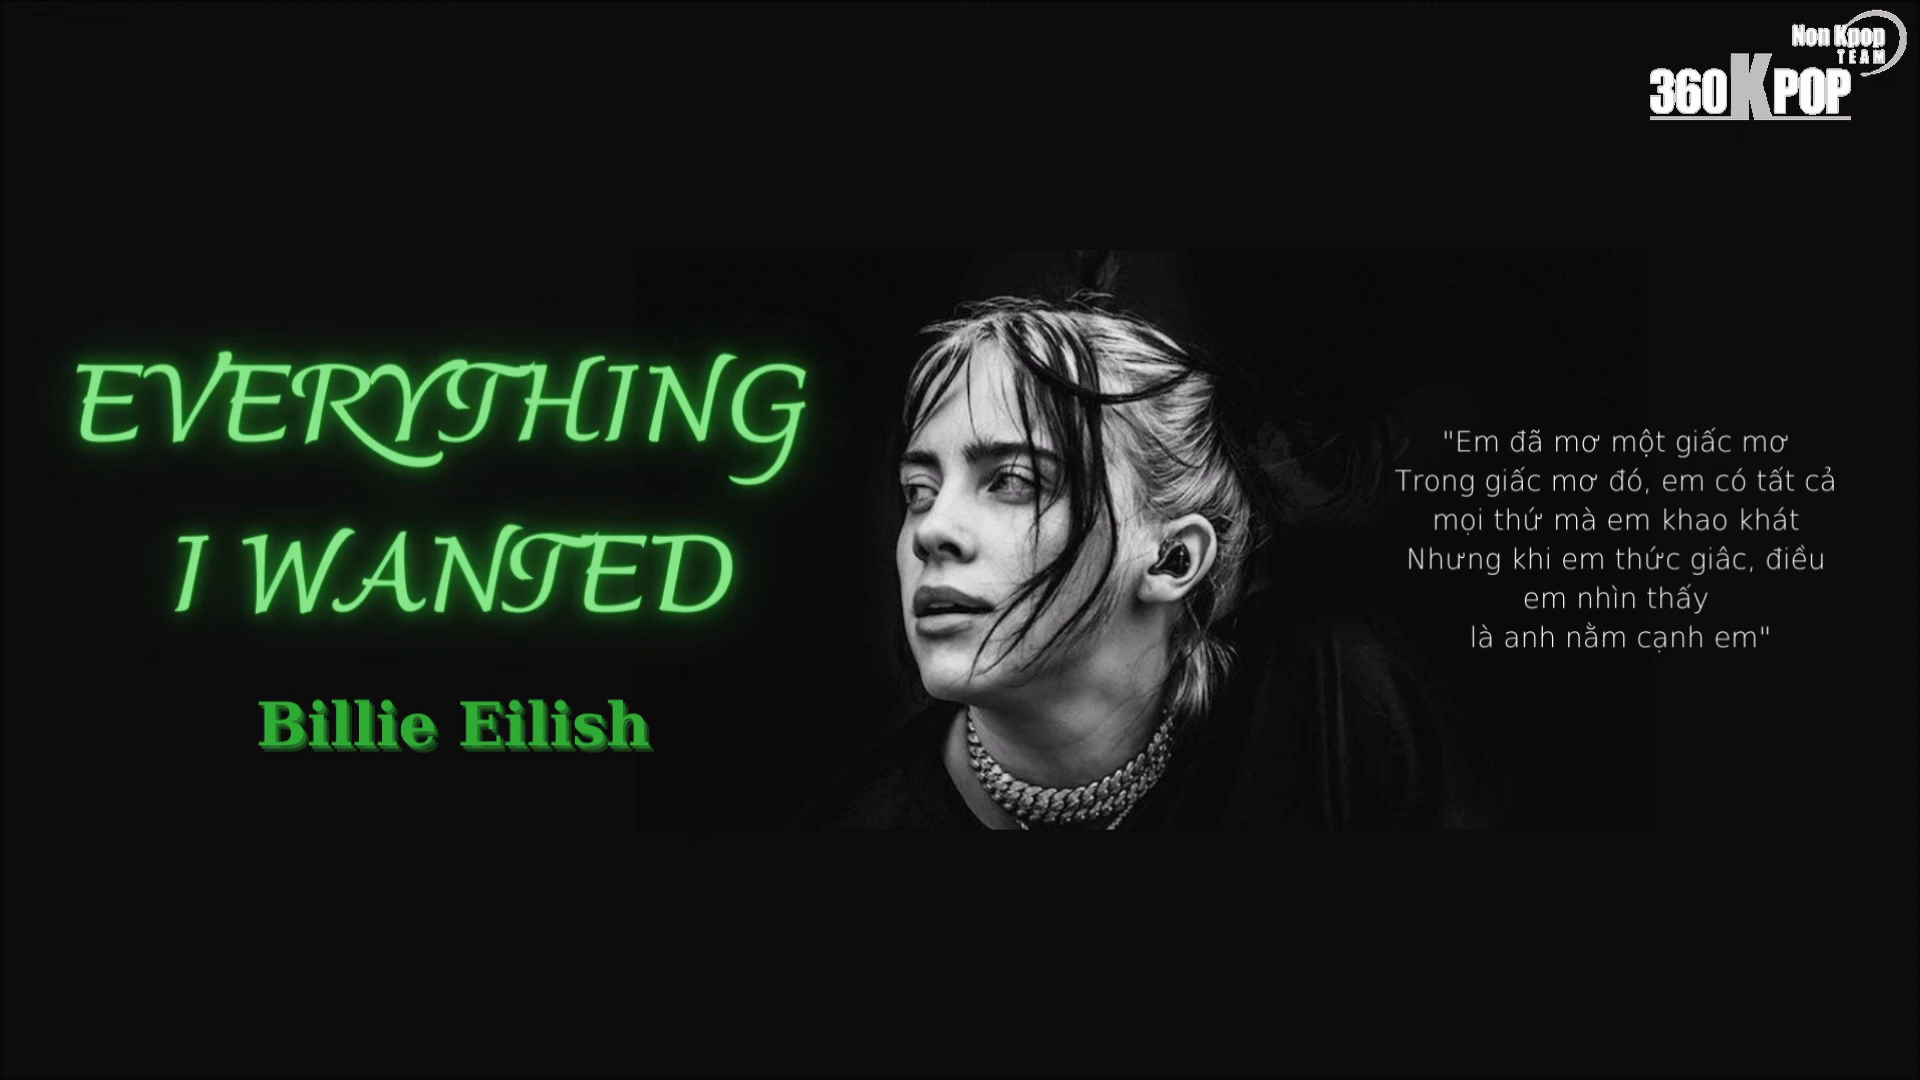 Non Kpop
TEAM
360KPOP
EVERYTHING
I WANTED
Billie Eilish
"Em đã mơ một giấc mơ
Trong giấc mơ đó, em có tất cả
mọi thứ mà em khao khát
Nhưng khi em thức giâc, điều
em nhìn thấy
là anh nằm cạnh em"